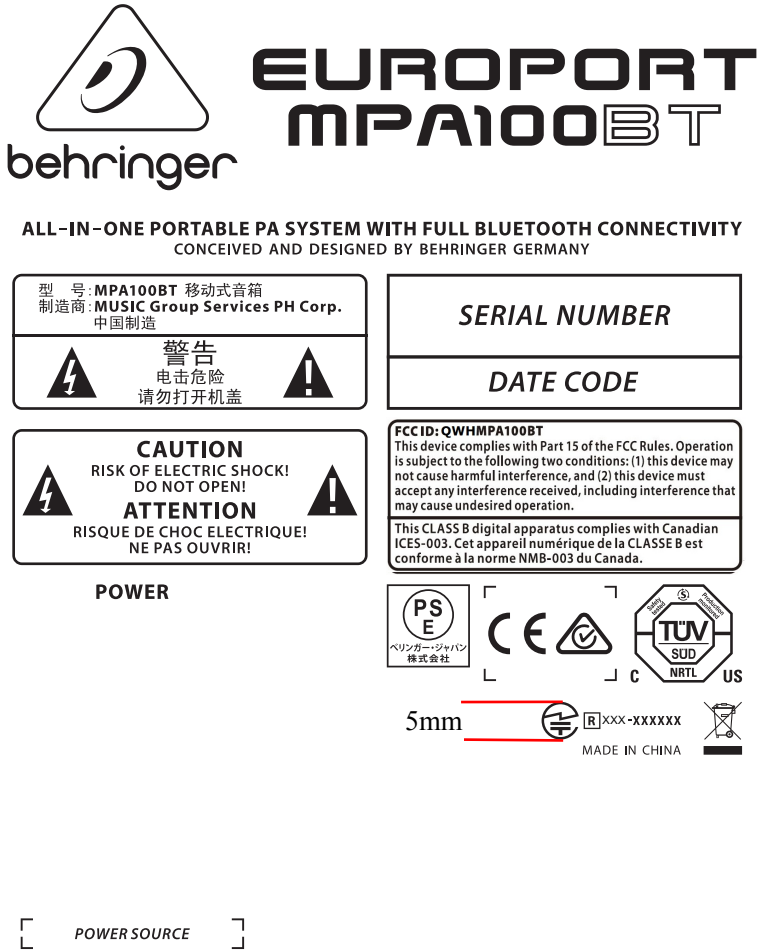 behringer
EUROPORT
MPA100BT
ALL-IN-ONE PORTABLE PA SYSTEM WITH FULL BLUETOOTH CONNECTIVITY
CONCEIVED AND DESIGNED BY BEHRINGER GERMANY
型 号:MPA100BT 移动式音箱
制造商:MUSIC Group Services PH Corp.
中国制造
警告
电击危险
请勿打开机盖
SERIAL NUMBER
DATE CODE
CAUTION
RISK OF ELECTRIC SHOCK!
DO NOT OPEN!
ATTENTION
RISQUE DE CHOC ELECTRIQUE!
NE PAS OUVRIR!
FCC ID: QWHMPA100BT
This device complies with Part 15 of the FCC Rules. Operation
is subject to the following two conditions: (1) this device may
not cause harmful interference, and (2) this device must
accept any interference received, including interference that
may cause undesired operation.
This CLASS B digital apparatus complies with Canadian
ICES-003. Cet appareil numérique de la CLASSE B est
conforme à la norme NMB-003 du Canada.
POWER
PS
E
ベリンガー・ジャパン
株式会社
CE
Safety
tested
S
Production
monitored
TÜV
SÜD
NRTL
C US
5mm
R xxx-xxxxxx
MADE IN CHINA
POWER SOURCE